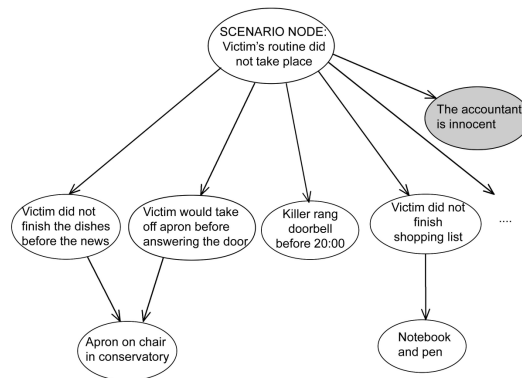 SCENARIO NODE:
Victim's routine did
not take place
The accountant
is innocent
Victim did not
finish the dishes
before the news
Victim would take
off apron before
answering the door
Killer rang
doorbell
before 20:00
Victim did not
finish
shopping list
....
Apron on chair
in conservatory
Notebook
and pen